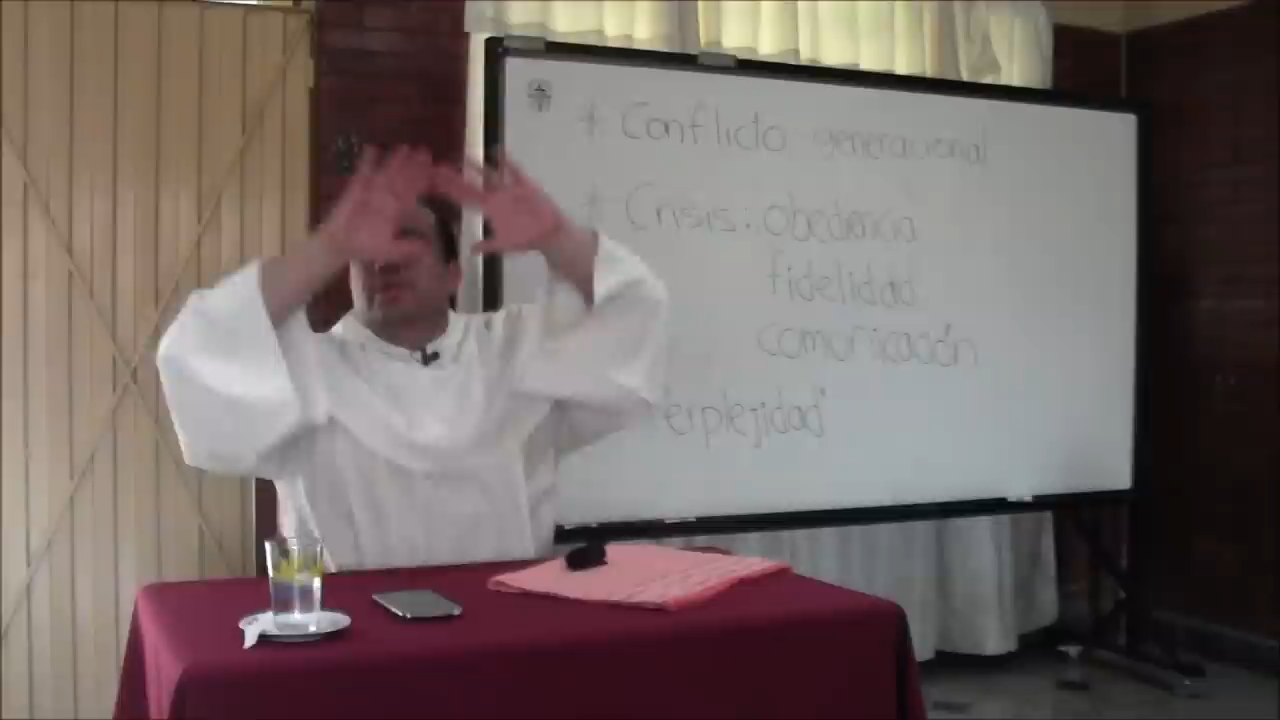 + Conflicto generacional
+ Crisis: obediencia
fidelidad
comunicación
erplejidad"